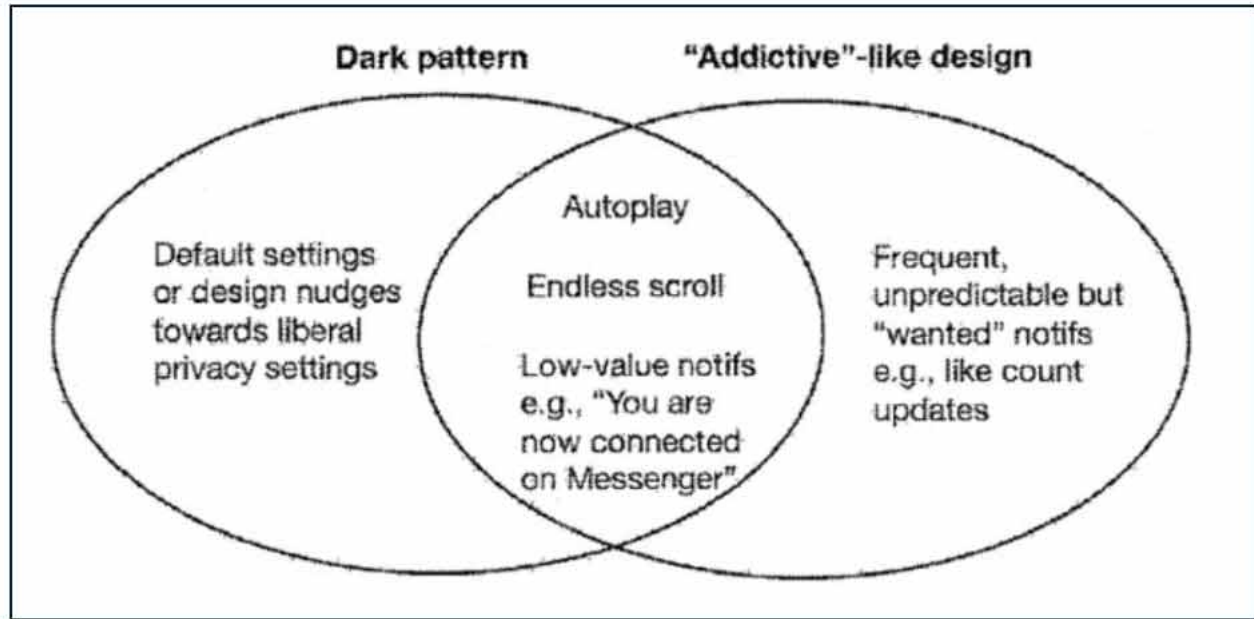 Dark pattern
"Addictive"-like design
Default settings
or design nudges
towards liberal
privacy settings
Autoplay
Endless scroll
Low-value notifs
e.g., "You are
now connected
on Messenger"
Frequent,
unpredictable but
"wanted" notifs
e.g., like count
updates